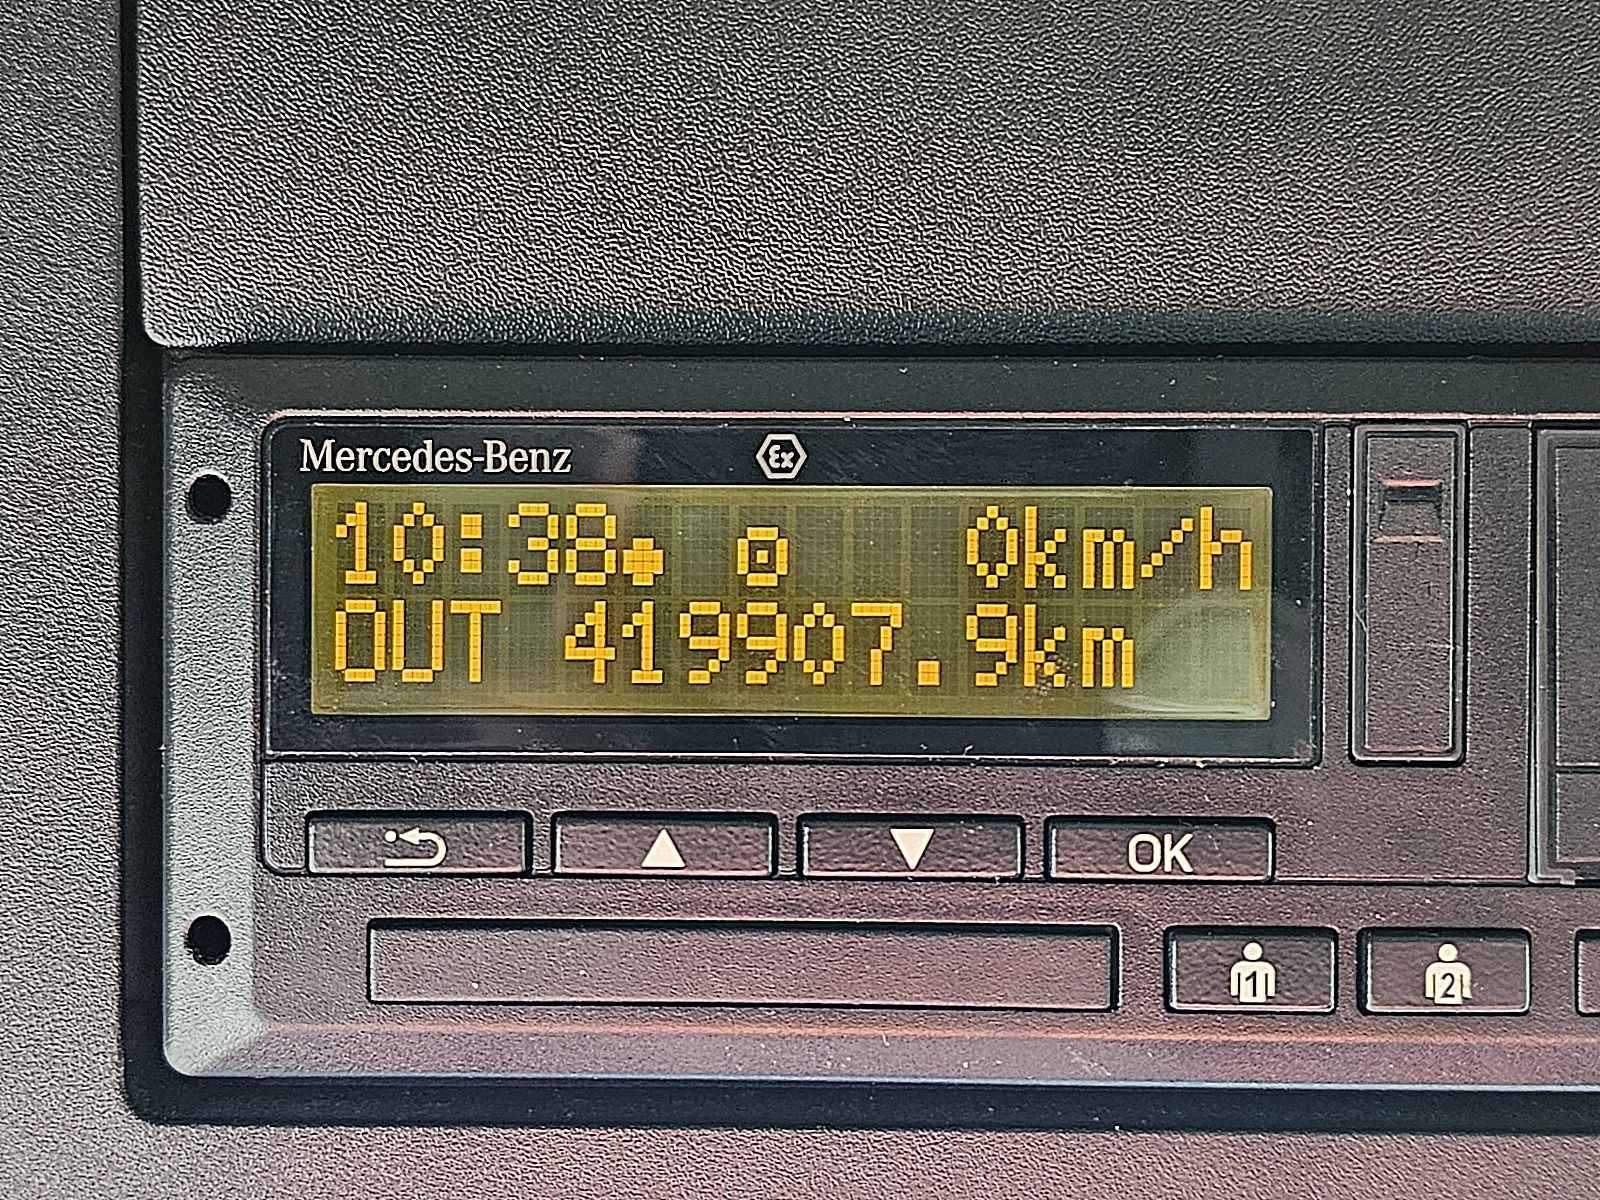 Mercedes-Benz
Ex
10:38 0km/h
OUT 419907.9km
OK
1 2